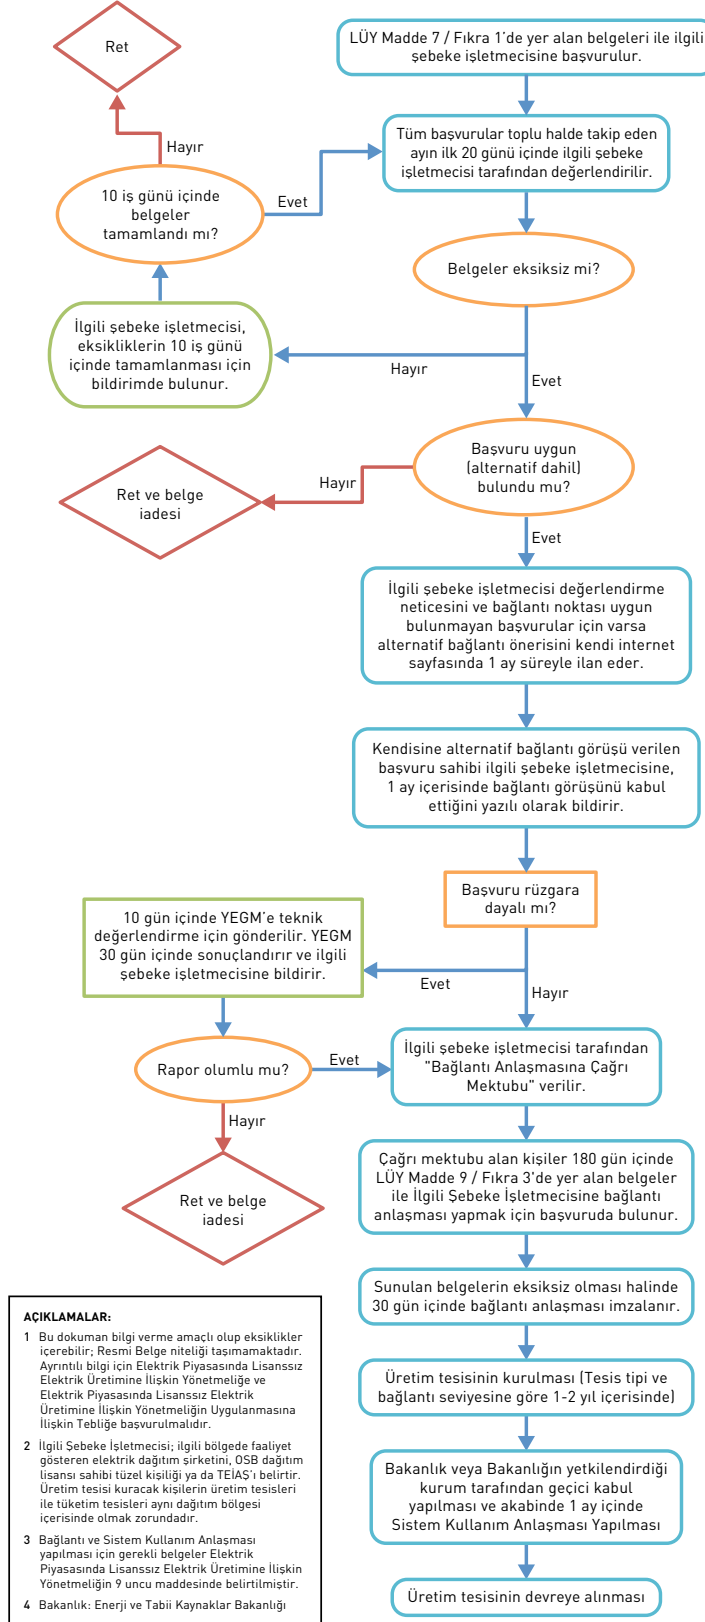 Ret
LÜY Madde 7 / Fıkra 1'de yer alan belgeleri ile ilgili
şebeke işletmecisine başvurulur.
Hayır
Tüm başvurular toplu halde takip eden
ayın ilk 20 günü içinde ilgili şebeke
işletmecisi tarafından değerlendirilir.
10 iş günü içinde
belgeler
tamamlandı mı?
Evet
Belgeler eksiksiz mi?
İlgili şebeke işletmecisi,
eksikliklerin 10 iş günü
içinde tamamlanması için
bildirimde bulunur.
Hayır
Evet
Başvuru uygun
(alternatif dahil)
bulundu mu?
Hayır
Ret ve belge
iadesi
Evet
İlgili şebeke işletmecisi değerlendirme
neticesini ve bağlantı noktası uygun
bulunmayan başvurular için varsa
alternatif bağlantı önerisini kendi internet
sayfasında 1 ay süreyle ilan eder.
Kendisine alternatif bağlantı görüşü verilen
başvuru sahibi ilgili şebeke işletmecisine,
1 ay içerisinde bağlantı görüşünü kabul
ettiğini yazılı olarak bildirir.
Başvuru rüzgara
dayalı mı?
10 gün içinde YEGM'e teknik
değerlendirme için gönderilir. YEGM
30 gün içinde sonuçlandırır ve ilgili
şebeke işletmecisine bildirir.
Evet
Hayır
Rapor olumlu mu?
Evet
İlgili şebeke işletmecisi tarafından
"Bağlantı Anlaşmasına Çağrı
Mektubu" verilir.
Hayır
Ret ve belge
iadesi
Çağrı mektubu alan kişiler 180 gün içinde
LÜY Madde 9 / Fıkra 3'de yer alan belgeler
ile İlgili Şebeke İşletmecisine bağlantı
anlaşması yapmak için başvuruda bulunur.
Sunulan belgelerin eksiksiz olması halinde
30 gün içinde bağlantı anlaşması imzalanır.
Üretim tesisinin kurulması (Tesis tipi ve
bağlantı seviyesine göre 1-2 yıl içerisinde)
Bakanlık veya Bakanlığın yetkilendirdiği
kurum tarafından geçici kabul
yapılması ve akabinde 1 ay içinde
Sistem Kullanım Anlaşması Yapılması
Üretim tesisinin devreye alınması
AÇIKLAMALAR:
1 Bu dokuman bilgi verme amaçlı olup eksiklikler
içerebilir; Resmi Belge niteliği taşımamaktadır.
Ayrıntılı bilgi için Elektrik Piyasasında Lisanssız
Elektrik Üretimine İlişkin Yönetmeliğe ve
Elektrik Piyasasında Lisanssız Elektrik
Üretimine İlişkin Yönetmeliğin Uygulanmasına
İlişkin Tebliğe başvurulmalıdır.
2 İlgili Şebeke İşletmecisi; ilgili bölgede faaliyet
gösteren elektrik dağıtım şirketini, OSB dağıtım
lisansı sahibi tüzel kişiliği ya da TEİAŞ'ı belirtir.
Üretim tesisi kuracak kişilerin üretim tesisleri
ile tüketim tesisleri aynı dağıtım bölgesi
içerisinde olmak zorundadır.
3 Bağlantı ve Sistem Kullanım Anlaşması
yapılması için gerekli belgeler Elektrik
Piyasasında Lisanssız Elektrik Üretimine İlişkin
Yönetmeliğin 9 uncu maddesinde belirtilmiştir.
4 Bakanlık: Enerji ve Tabii Kaynaklar Bakanlığı